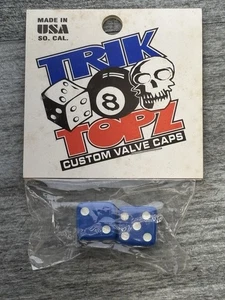 MADE IN
USA
SO. CAL.
TRIK
8
TOPZ
CUSTOM VALVE CAPS